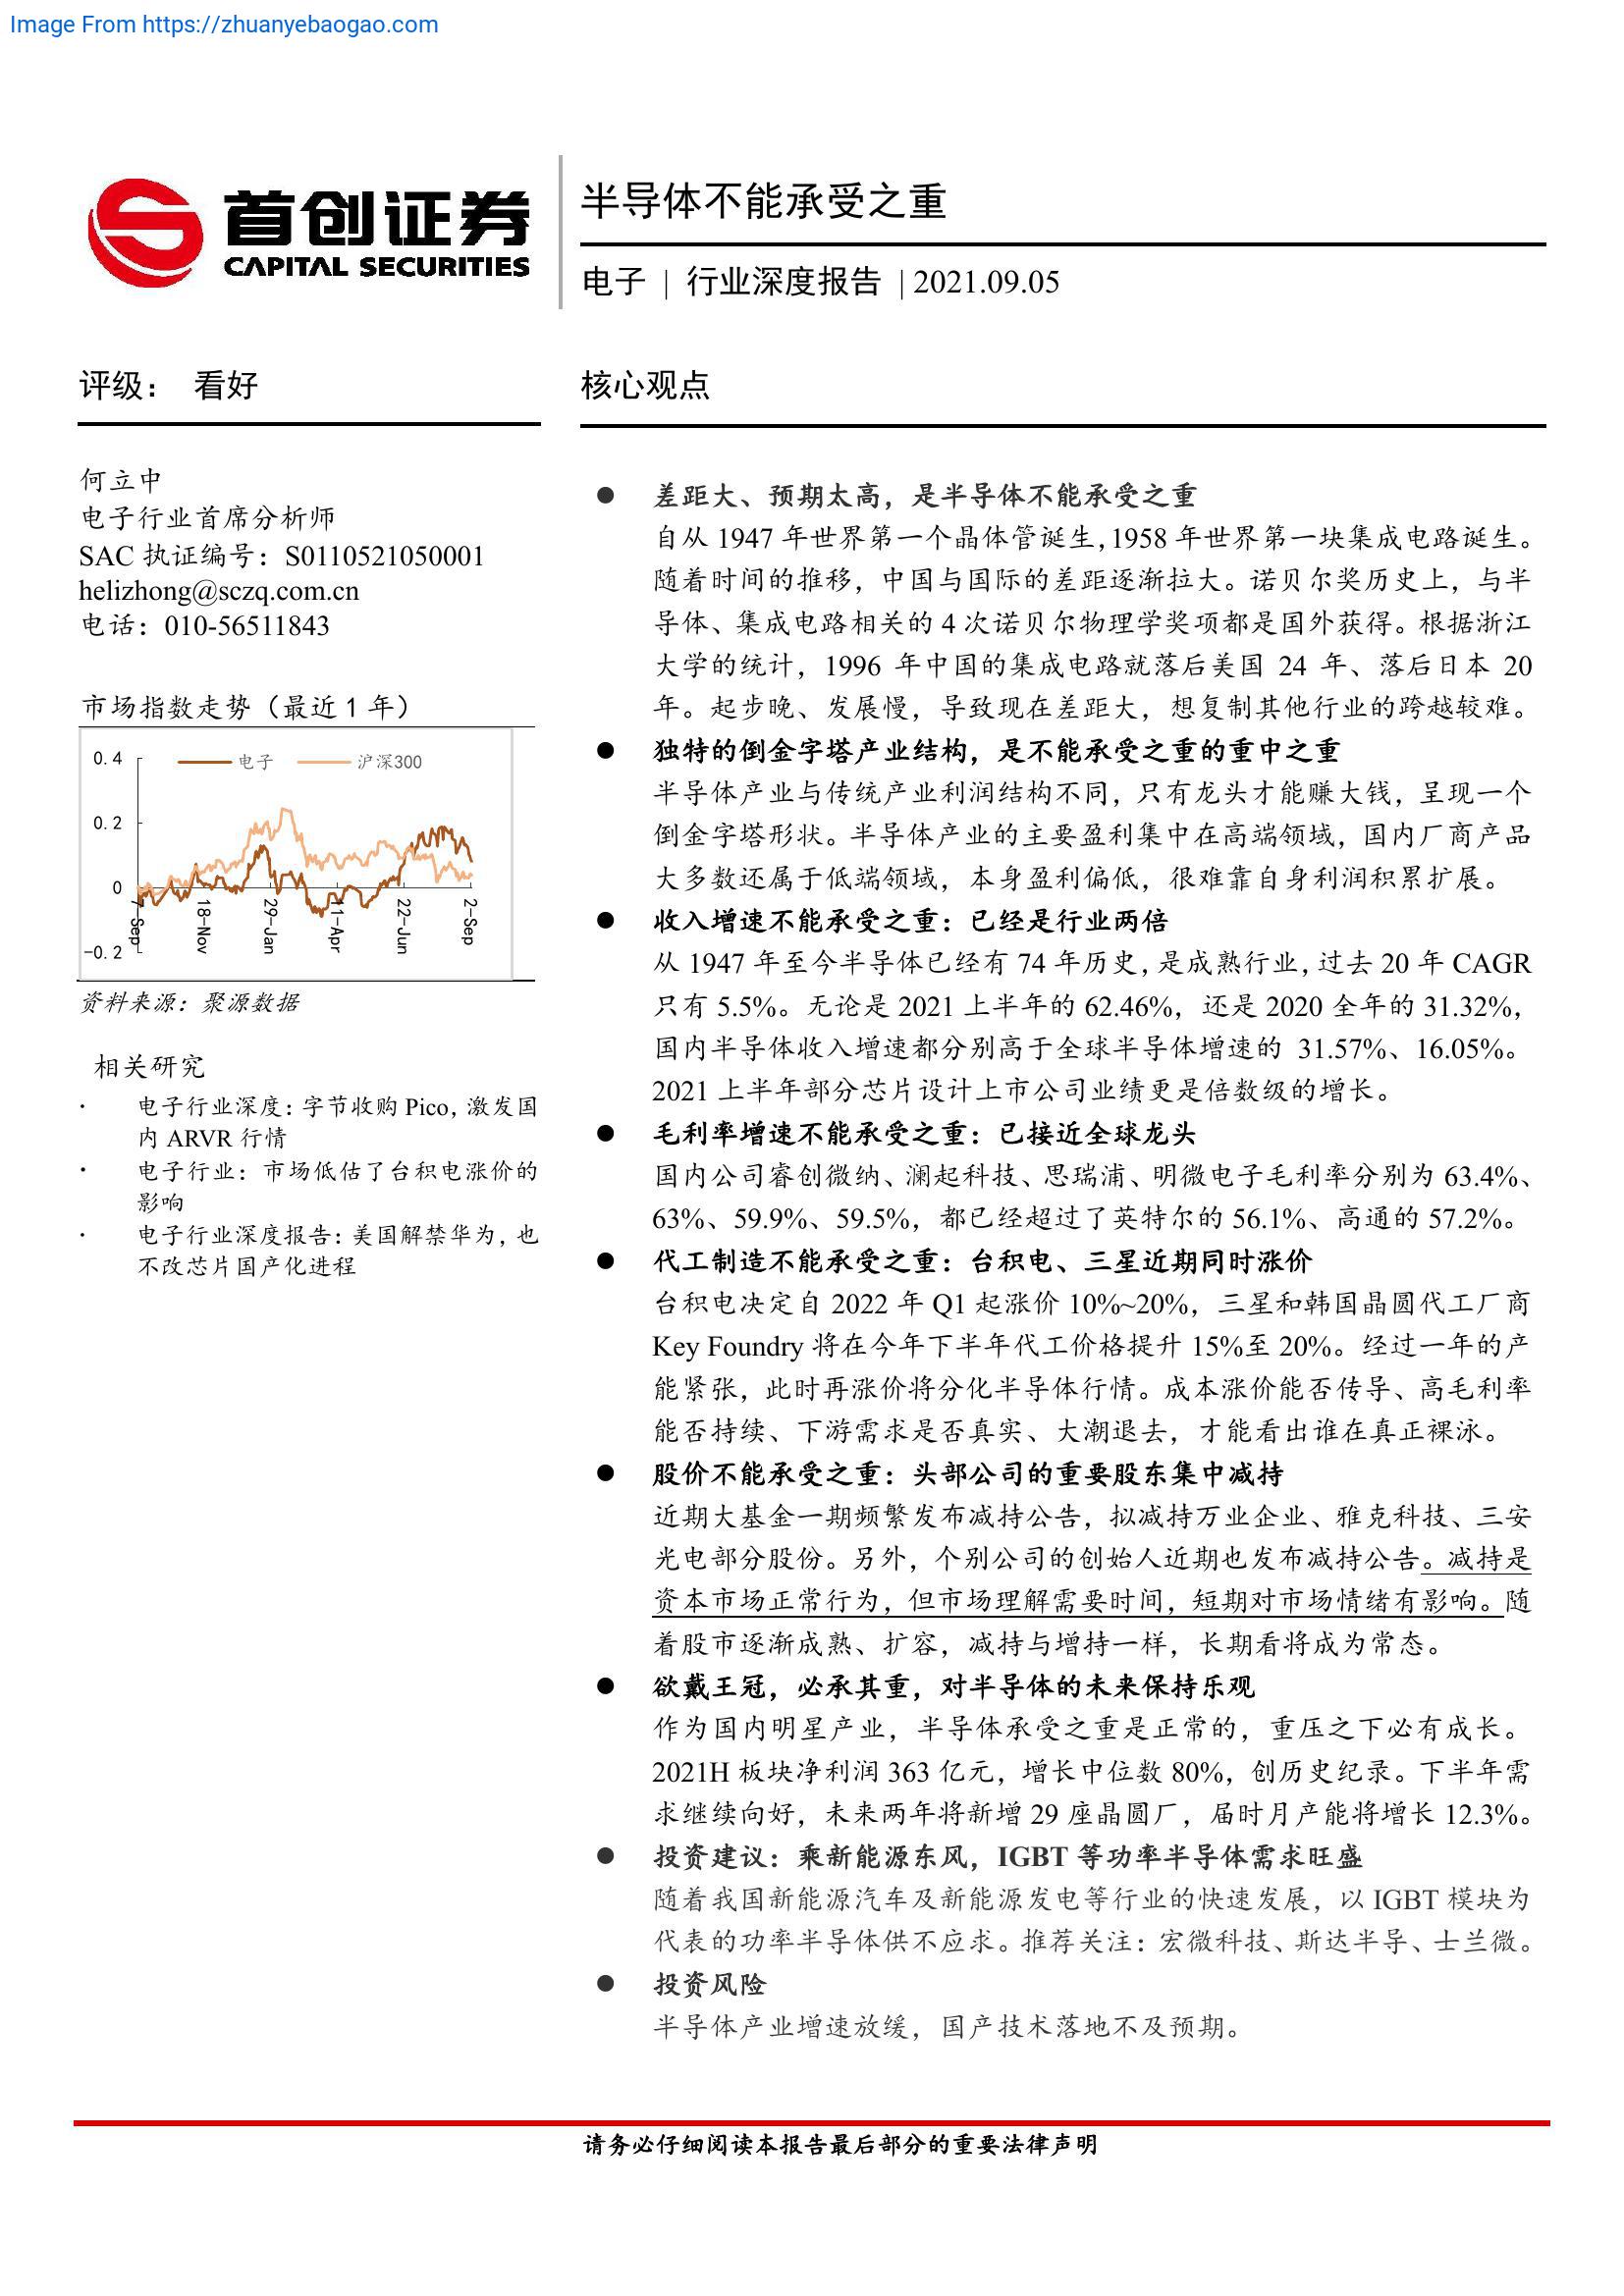 Image From https://zhuanyebaogao.com
首创证券
CAPITAL SECURITIES
半导体不能承受之重
电子 | 行业深度报告 | 2021.09.05
评级： 看好
何立中
电子行业首席分析师
SAC 执证编号：S0110521050001
helizhong@sczq.com.cn
电话：010-56511843
市场指数走势（最近 1 年）
电子
沪深300
0.4
0.2
0
-0.2
7-Sep
18-Nov
29-Jan
11-Apr
22-Jun
2-Sep
资料来源：聚源数据
相关研究
· 电子行业深度：字节收购 Pico，激发国
内 ARVR 行情
· 电子行业：市场低估了台积电涨价的
影响
· 电子行业深度报告：美国解禁华为，也
不改芯片国产化进程
核心观点
● 差距大、预期太高，是半导体不能承受之重
自从 1947 年世界第一个晶体管诞生，1958 年世界第一块集成电路诞生。
随着时间的推移，中国与国际的差距逐渐拉大。诺贝尔奖历史上，与半
导体、集成电路相关的 4 次诺贝尔物理学奖项都是国外获得。根据浙江
大学的统计，1996 年中国的集成电路就落后美国 24 年、落后日本 20
年。起步晚、发展慢，导致现在差距大，想复制其他行业的跨越较难。
● 独特的倒金字塔产业结构，是不能承受之重的重中之重
半导体产业与传统产业利润结构不同，只有龙头才能赚大钱，呈现一个
倒金字塔形状。半导体产业的主要盈利集中在高端领域，国内厂商产品
大多数还属于低端领域，本身盈利偏低，很难靠自身利润积累扩展。
● 收入增速不能承受之重：已经是行业两倍
从 1947 年至今半导体已经有 74 年历史，是成熟行业，过去 20 年 CAGR
只有 5.5%。无论是 2021 上半年的 62.46%，还是 2020 全年的 31.32%，
国内半导体收入增速都分别高于全球半导体增速的 31.57%、16.05%。
2021 上半年部分芯片设计上市公司业绩更是倍数级的增长。
● 毛利率增速不能承受之重：已接近全球龙头
国内公司睿创微纳、澜起科技、思瑞浦、明微电子毛利率分别为 63.4%、
63%、59.9%、59.5%，都已经超过了英特尔的 56.1%、高通的 57.2%。
● 代工制造不能承受之重：台积电、三星近期同时涨价
台积电决定自 2022 年 Q1 起涨价 10%~20%，三星和韩国晶圆代工厂商
Key Foundry 将在今年下半年代工价格提升 15%至 20%。经过一年的产
能紧张，此时再涨价将分化半导体行情。成本涨价能否传导、高毛利率
能否持续、下游需求是否真实、大潮退去，才能看出谁在真正裸泳。
● 股价不能承受之重：头部公司的重要股东集中减持
近期大基金一期频繁发布减持公告，拟减持万业企业、雅克科技、三安
光电部分股份。另外，个别公司的创始人近期也发布减持公告。减持是
资本市场正常行为，但市场理解需要时间，短期对市场情绪有影响。随
着股市逐渐成熟、扩容，减持与增持一样，长期看将成为常态。
● 欲戴王冠，必承其重，对半导体的未来保持乐观
作为国内明星产业，半导体承受之重是正常的，重压之下必有成长。
2021H 板块净利润 363 亿元，增长中位数 80%，创历史纪录。下半年需
求继续向好，未来两年将新增 29 座晶圆厂，届时月产能将增长 12.3%。
● 投资建议：乘新能源东风，IGBT 等功率半导体需求旺盛
随着我国新能源汽车及新能源发电等行业的快速发展，以 IGBT 模块为
代表的功率半导体供不应求。推荐关注：宏微科技、斯达半导、士兰微。
● 投资风险
半导体产业增速放缓，国产技术落地不及预期。
请务必仔细阅读本报告最后部分的重要法律声明